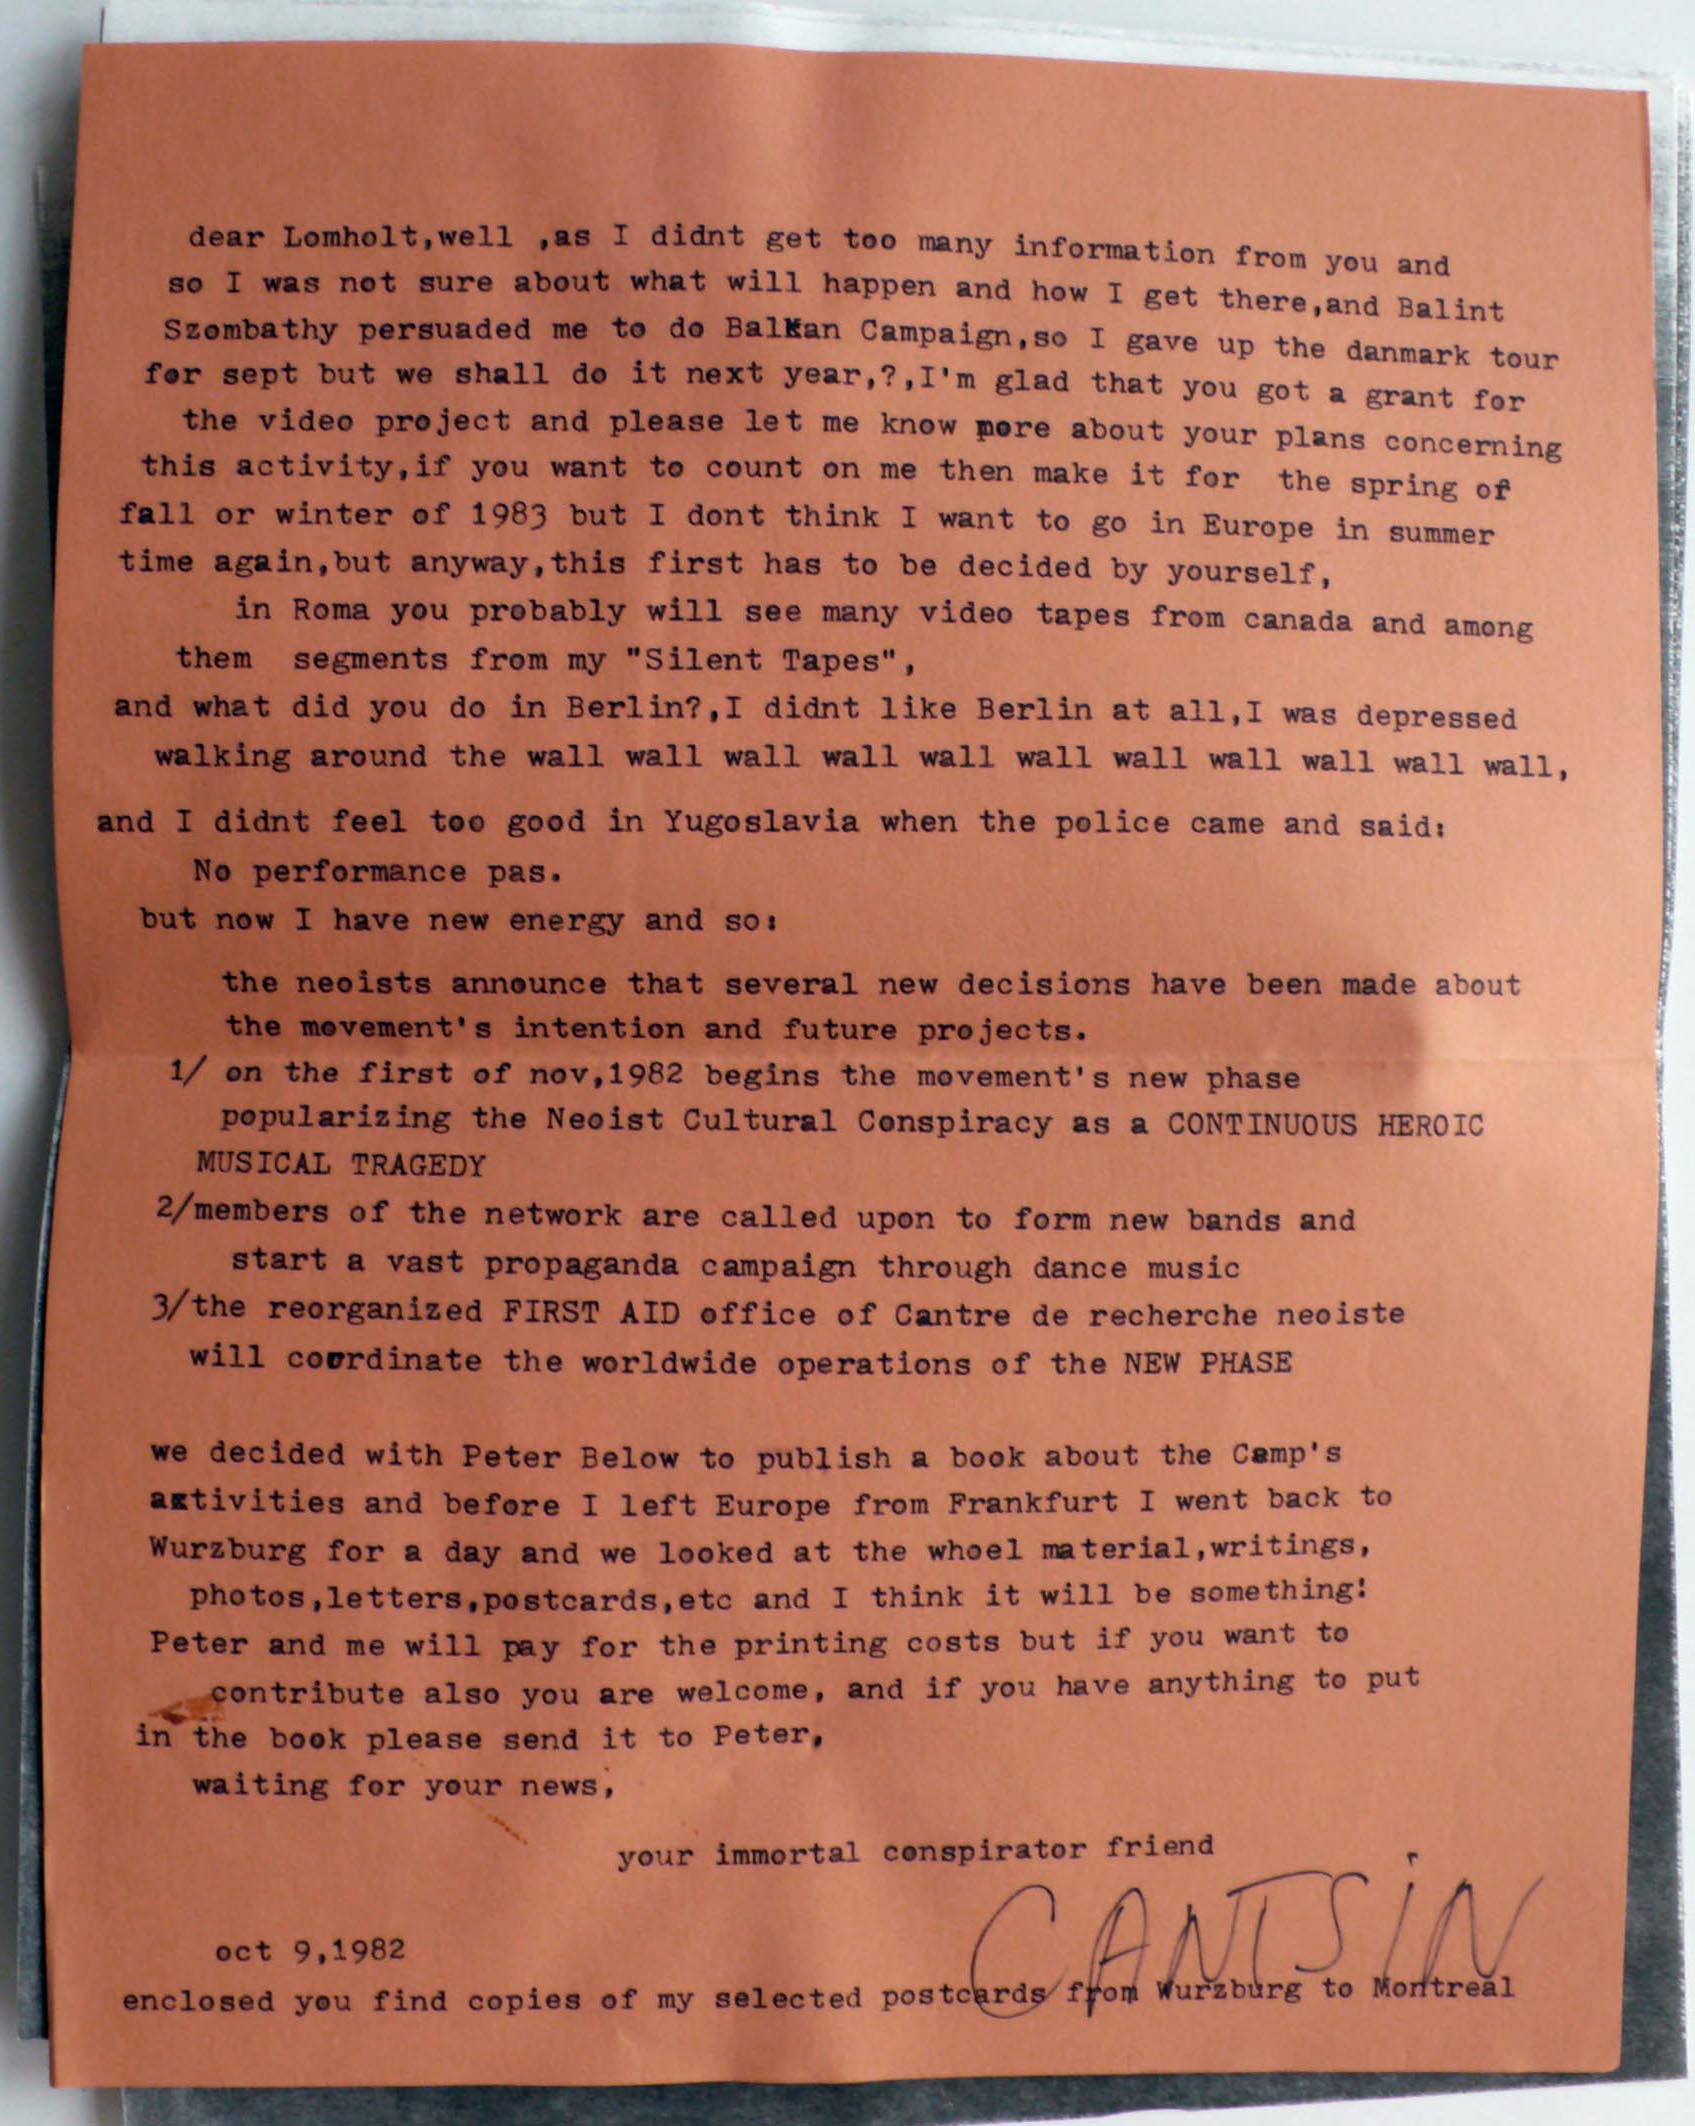 dear Lomholt,well ,as I didnt get too many information from you and
so I was not sure about what will happen and how I get there,and Balint
Szombathy persuaded me to do Balkan Campaign,so I gave up the danmark tour
for sept but we shall do it next year,?,I'm glad that you got a grant for
the video project and please let me know more about your plans concerning
this activity,if you want to count on me then make it for the spring of
fall or winter of 1983 but I dont think I want to go in Europe in summer
time again,but anyway,this first has to be decided by yourself,
in Roma you probably will see many video tapes from canada and among
them segments from my "Silent Tapes",
and what did you do in Berlin?,I didnt like Berlin at all,I was depressed
walking around the wall wall wall wall wall wall wall wall wall wall wall,
and I didnt feel too good in Yugoslavia when the police came and said:
No performance pas.
but now I have new energy and so:
the neoists announce that several new decisions have been made about
the movement's intention and future projects.
1/ on the first of nov,1982 begins the movement's new phase
popularizing the Neoist Cultural Conspiracy as a CONTINUOUS HEROIC
MUSICAL TRAGEDY
2/members of the network are called upon to form new bands and
start a vast propaganda campaign through dance music
3/the reorganized FIRST AID office of Cantre de recherche neoiste
will coordinate the worldwide operations of the NEW PHASE
we decided with Peter Below to publish a book about the Camp's
activities and before I left Europe from Frankfurt I went back to
Wurzburg for a day and we looked at the whoel material,writings,
photos,letters,postcards,etc and I think it will be something!
Peter and me will pay for the printing costs but if you want to
contribute also you are welcome, and if you have anything to put
in the book please send it to Peter,
waiting for your news,
your immortal conspirator friend
CANTSIN
oct 9,1982
enclosed you find copies of my selected postcards from Wurzburg to Montreal